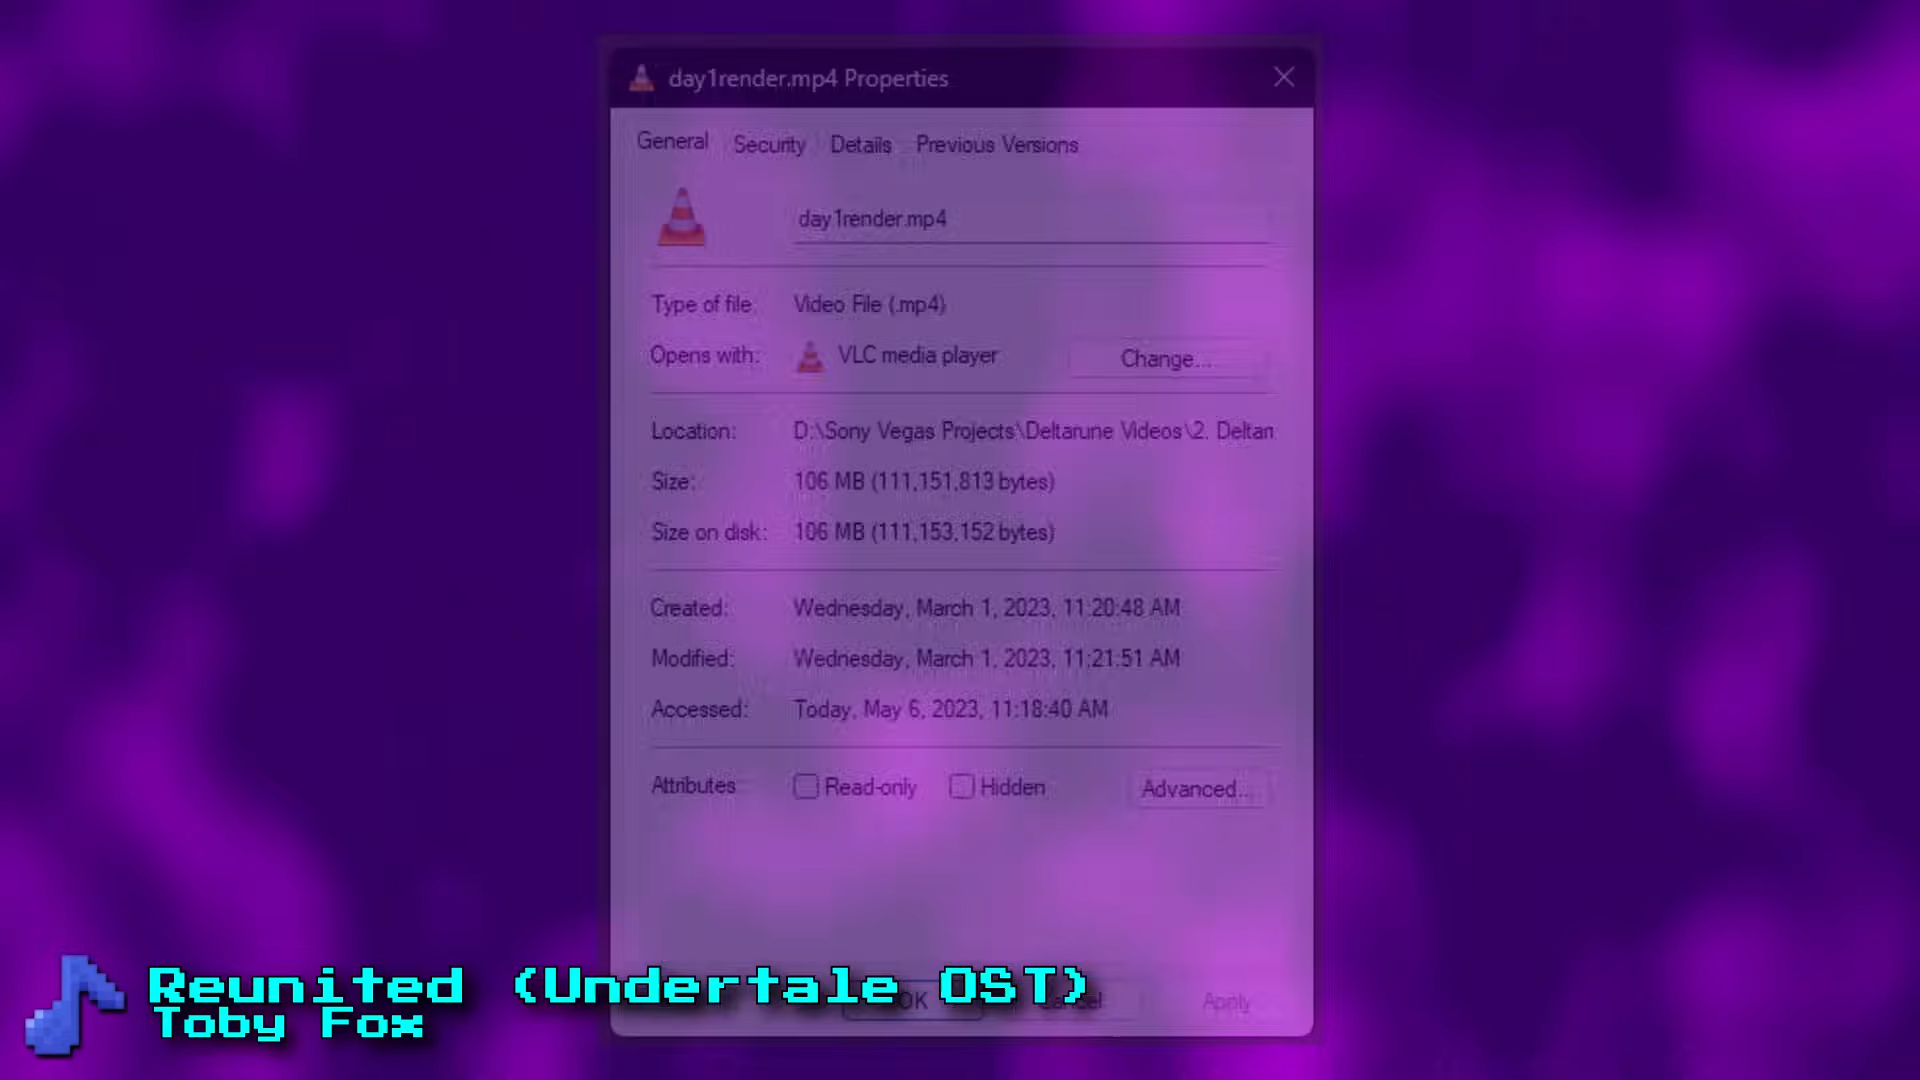 day1render.mp4 Properties
General Security Details Previous Versions
day1render.mp4
Type of file: Video File (.mp4)
Opens with: VLC media player Change...
Location: D:\Sony Vegas Projects\Deltarune Videos\2. Deltarr
Size: 106 MB (111,151,813 bytes)
Size on disk: 106 MB (111,153,152 bytes)
Created: Wednesday, March 1, 2023, 11:20:48 AM
Modified: Wednesday, March 1, 2023, 11:21:51 AM
Accessed: Today, May 6, 2023, 11:18:40 AM
Attributes: Read-only Hidden Advanced...
OK Cancel Apply
Reunited (Undertale OST)
Toby Fox